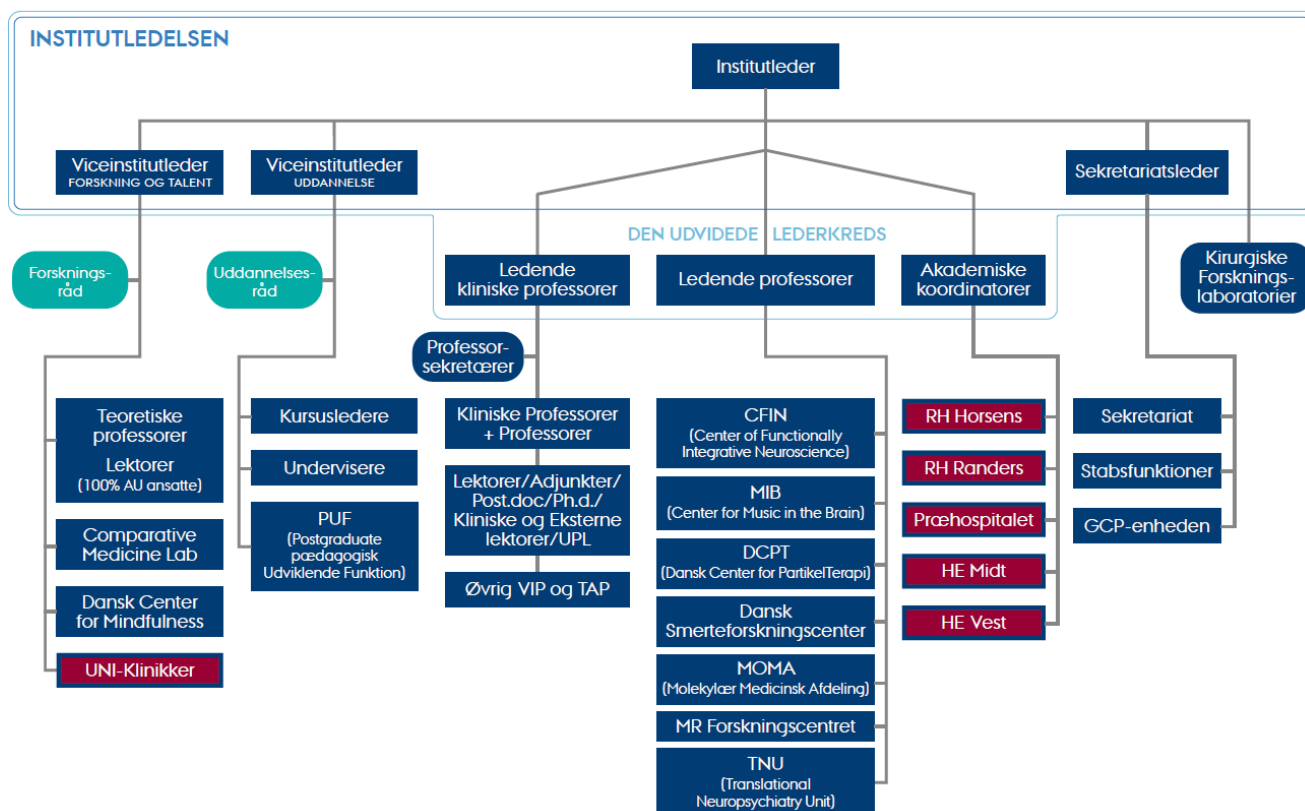 INSTITUTLEDELSEN
Institutleder
Viceinstitutleder
FORSKNING OG TALENT
Viceinstitutleder
UDDANNELSE
Sekretariatsleder
DEN UDVIDEDE LEDERKREDS
Forsknings-
råd
Uddannelses-
råd
Ledende
kliniske professorer
Ledende professorer
Akademiske
koordinatorer
Kirurgiske
Forsknings-
laboratorier
Professor-
sekretærer
Teoretiske
professorer
Lektorer
(100% AU ansatte)
Comparative
Medicine Lab
Dansk Center
for Mindfulness
UNI-Klinikker
Kursusledere
Undervisere
PUF
(Postgraduate
pædagogisk
Udviklende Funktion)
Kliniske Professorer
+ Professorer
Lektorer/Adjunkter/
Post.doc/Ph.d./
Kliniske og Eksterne
lektorer/UPL
Øvrig VIP og TAP
CFIN
(Center of Functionally
Integrative Neuroscience)
MIB
(Center for Music in the Brain)
DCPT
(Dansk Center for PartikelTerapi)
Dansk
Smerteforskningscenter
MOMA
(Molekylær Medicinsk Afdeling)
MR Forskningscentret
TNU
(Translational
Neuropsychiatry Unit)
RH Horsens
RH Randers
Præhospitalet
HE Midt
HE Vest
Sekretariat
Stabsfunktioner
GCP-enheden